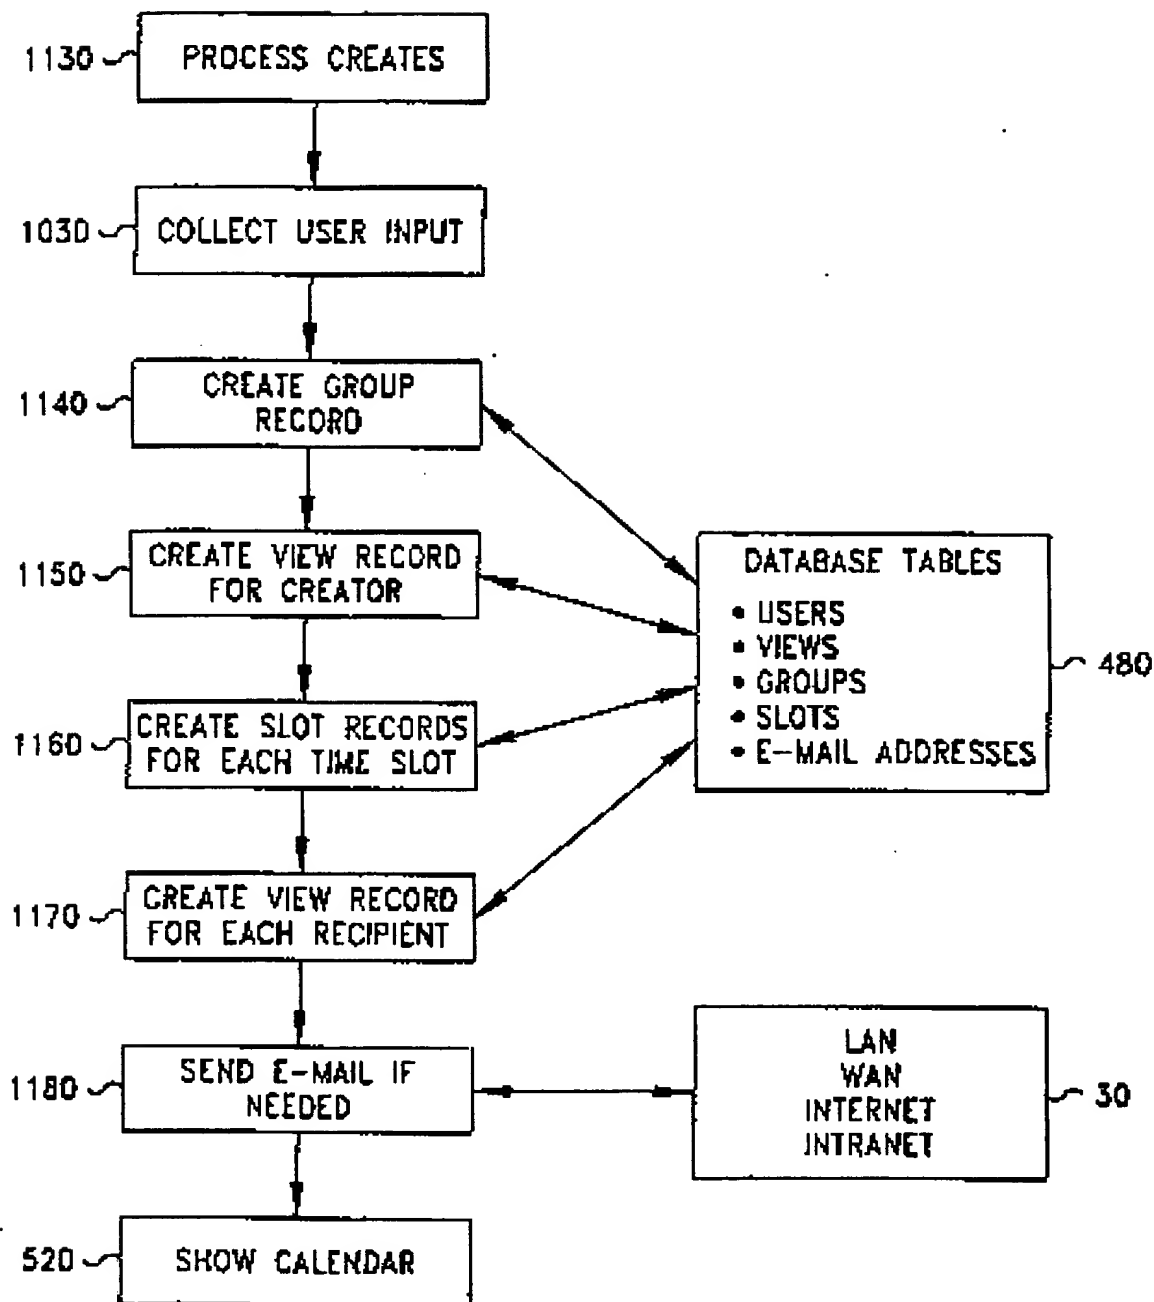 1130 PROCESS CREATES
1030 COLLECT USER INPUT
1140 CREATE GROUP
RECORD
1150 CREATE VIEW RECORD
FOR CREATOR
1160 CREATE SLOT RECORDS
FOR EACH TIME SLOT
1170 CREATE VIEW RECORD
FOR EACH RECIPIENT
1180 SEND E-MAIL IF
NEEDED
520 SHOW CALENDAR
DATABASE TABLES
• USERS
• VIEWS
• GROUPS
• SLOTS
• E-MAIL ADDRESSES
480
LAN
WAN
INTERNET
INTRANET
30